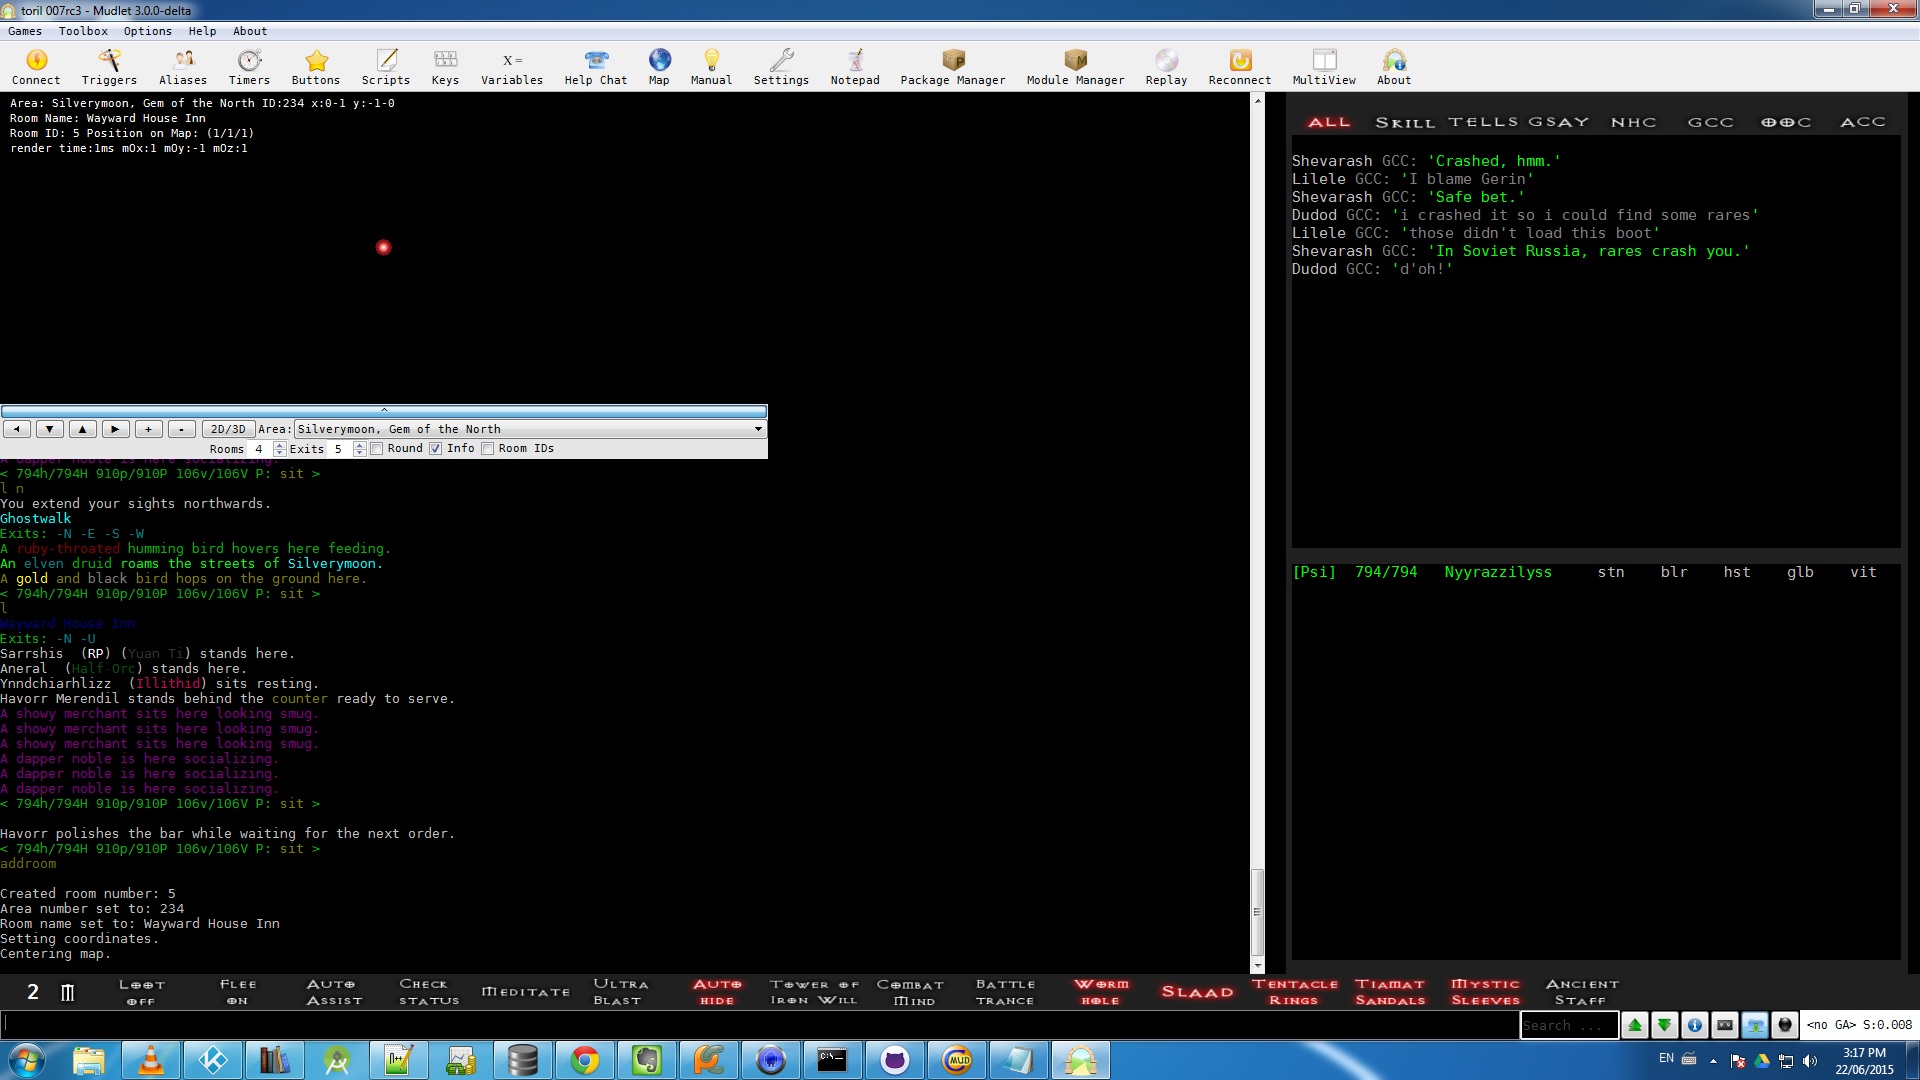 toril 007rc3 - Mudlet 3.0.0-delta
Games Toolbox Options Help About
Connect Triggers Aliases Timers Buttons Scripts Keys Variables Help Chat Map Manual Settings Notepad Package Manager Module Manager Replay Reconnect MultiView About
Area: Silverymoon, Gem of the North ID:234 x:0-1 y:-1-0
Room Name: Wayward House Inn
Room ID: 5 Position on Map: (1/1/1)
render time:1ms mOx:1 mOy:-1 mOz:1
+ - 2D/3D Area: Silverymoon, Gem of the North
Rooms 4 Exits 5 Round Info Room IDs
A dapper noble is here socializing.
< 794h/794H 910p/910P 106v/106V P: sit >
l n
You extend your sights northwards.
Ghostwalk
Exits: -N -E -S -W
A ruby-throated humming bird hovers here feeding.
An elven druid roams the streets of Silverymoon.
A gold and black bird hops on the ground here.
< 794h/794H 910p/910P 106v/106V P: sit >
l
Wayward House Inn
Exits: -N -U
Sarrshis (RP) (Yuan Ti) stands here.
Aneral (Half-Orc) stands here.
Ynndchiarhlizz (Illithid) sits resting.
Havorr Merendil stands behind the counter ready to serve.
A showy merchant sits here looking smug.
A showy merchant sits here looking smug.
A showy merchant sits here looking smug.
A dapper noble is here socializing.
A dapper noble is here socializing.
A dapper noble is here socializing.
< 794h/794H 910p/910P 106v/106V P: sit >
Havorr polishes the bar while waiting for the next order.
< 794h/794H 910p/910P 106v/106V P: sit >
addroom
Created room number: 5
Area number set to: 234
Room name set to: Wayward House Inn
Setting coordinates.
Centering map.
ALL SKILL TELLS GSAY NHC GCC OOC ACC
Shevarash GCC: 'Crashed, hmm.'
Lilele GCC: 'I blame Gerin'
Shevarash GCC: 'Safe bet.'
Dudod GCC: 'i crashed it so i could find some rares'
Lilele GCC: 'those didn't load this boot'
Shevarash GCC: 'In Soviet Russia, rares crash you.'
Dudod GCC: 'd'oh!'
[Psi] 794/794 Nyyrazzilyss stn blr hst glb vit
2 M
LOOT OFF
FLEE ON
AUTO ASSIST
CHECK STATUS
MEDITATE
ULTRA BLAST
AUTO HIDE
TOWER OF IRON WILL
COMBAT MIND
BATTLE TRANCE
WORM HOLE
SLAAD
TENTACLE RINGS
TIAMAT SANDALS
MYSTIC SLEEVES
ANCIENT STAFF
Search ...
<no GA> S:0.008
C:\
MUD
EN
3:17 PM
22/06/2015